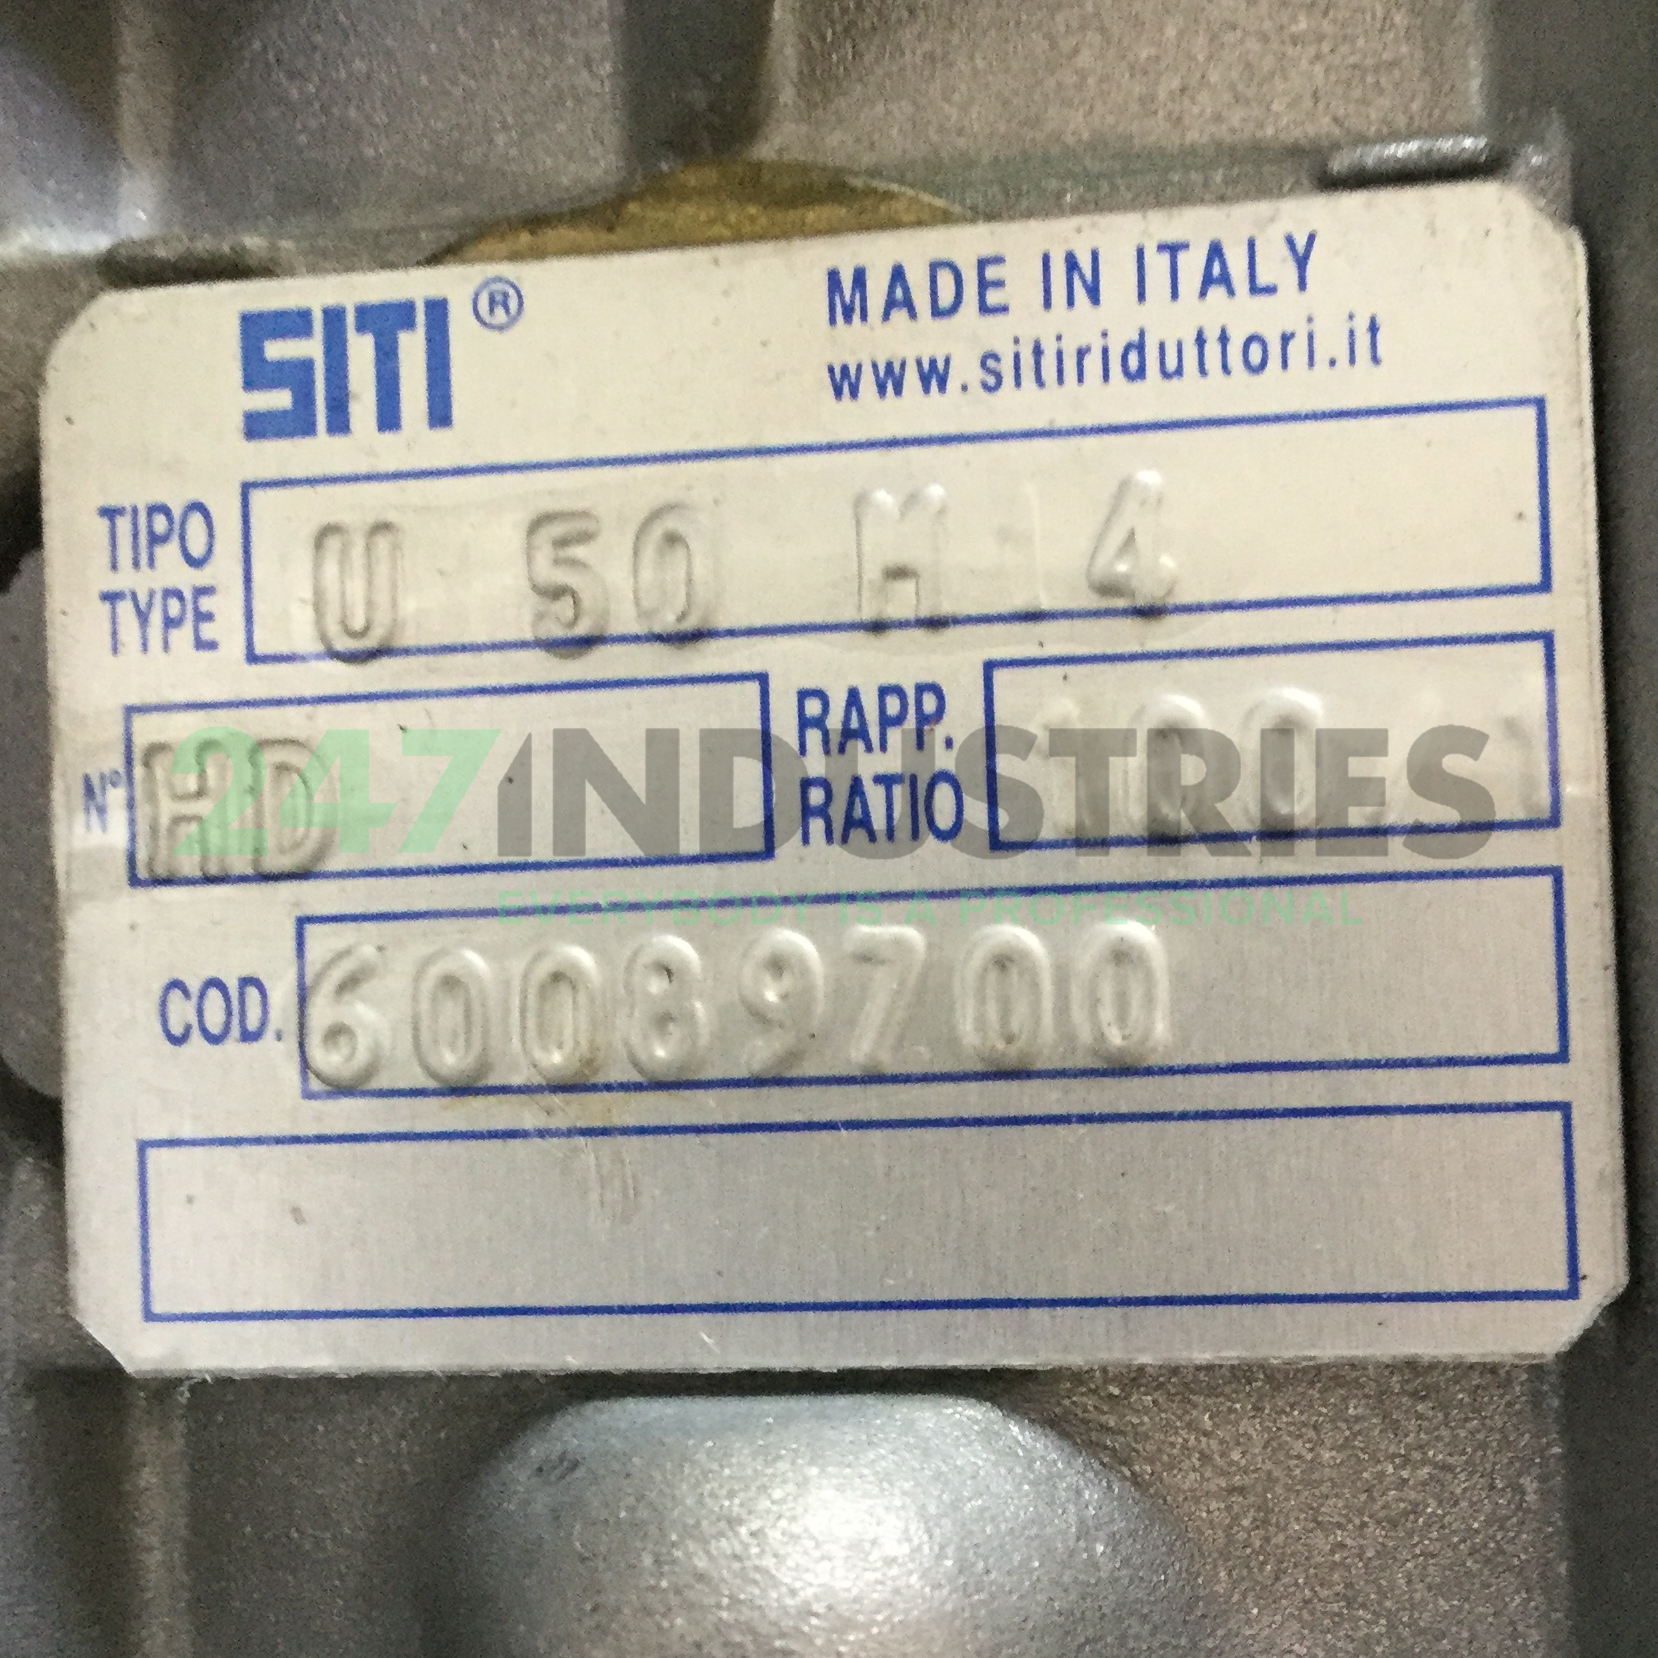 SITI ®
MADE IN ITALY
www.sitiriduttori.it
TIPO
TYPE
U 50 M 4
N° HD
RAPP.
RATIO
100
247INDUSTRIES
EVERYBODY IS A PROFESSIONAL
COD. 60089700